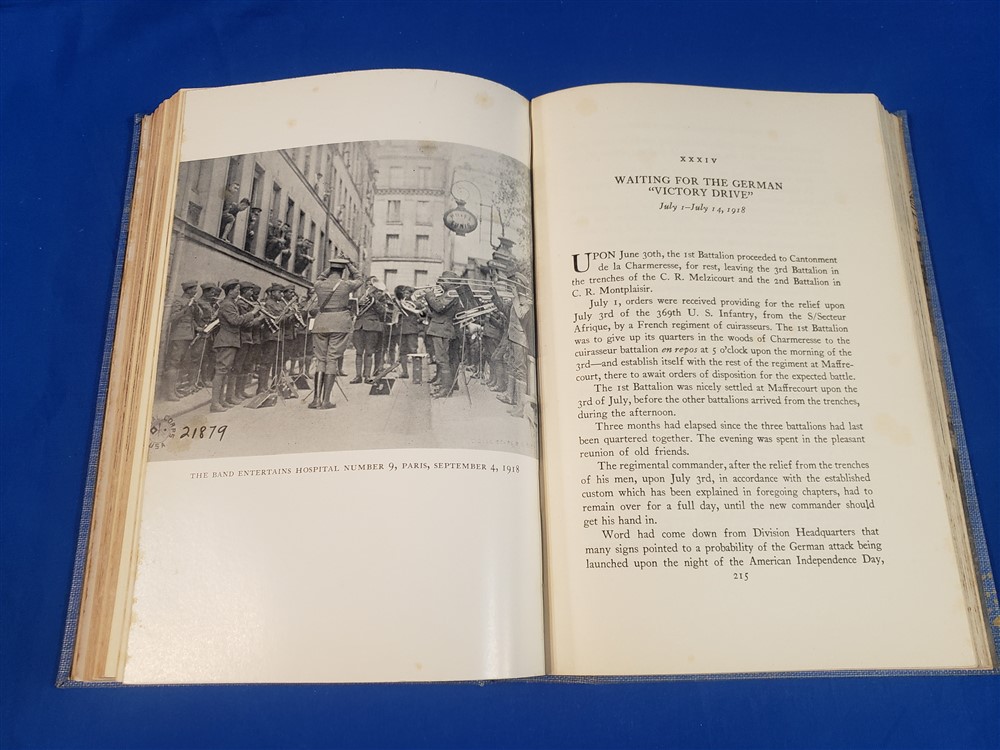 21879
THE BAND ENTERTAINS HOSPITAL NUMBER 9, PARIS, SEPTEMBER 4, 1918
XXXIV
WAITING FOR THE GERMAN
"VICTORY DRIVE"
July 1–July 14, 1918
UPON June 30th, the 1st Battalion proceeded to Cantonment
de la Charmeresse, for rest, leaving the 3rd Battalion in
the trenches of the C. R. Melzicourt and the 2nd Battalion in
C. R. Montplaisir.
July 1, orders were received providing for the relief upon
July 3rd of the 369th U. S. Infantry, from the S/Secteur
Afrique, by a French regiment of cuirasseurs. The 1st Battalion
was to give up its quarters in the woods of Charmeresse to the
cuirasseur battalion en repos at 5 o'clock upon the morning of the
3rd—and establish itself with the rest of the regiment at Maffre-
court, there to await orders of disposition for the expected battle.
The 1st Battalion was nicely settled at Maffrecourt upon the
3rd of July, before the other battalions arrived from the trenches,
during the afternoon.
Three months had elapsed since the three battalions had last
been quartered together. The evening was spent in the pleasant
reunion of old friends.
The regimental commander, after the relief from the trenches
of his men, upon July 3rd, in accordance with the established
custom which has been explained in foregoing chapters, had to
remain over for a full day, until the new commander should
get his hand in.
Word had come down from Division Headquarters that
many signs pointed to a probability of the German attack being
launched upon the night of the American Independence Day,
215